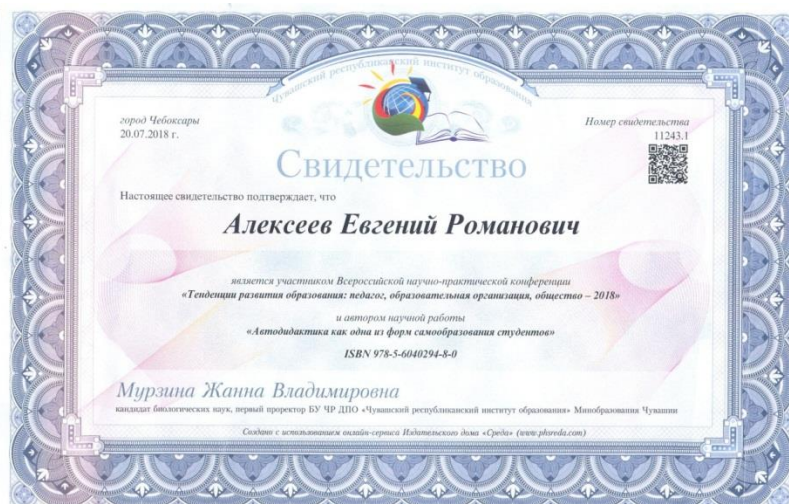 Чувашский республиканский институт образования
город Чебоксары
20.07.2018 г.
Номер свидетельства
11243.1
Свидетельство
Настоящее свидетельство подтверждает, что
Алексеев Евгений Романович
является участником Всероссийской научно-практической конференции
«Тенденции развития образования: педагог, образовательная организация, общество – 2018»
и автором научной работы
«Автодидактика как одна из форм самообразования студентов»
ISBN 978-5-6040294-8-0
Мурзина Жанна Владимировна
кандидат биологических наук, первый проректор БУ ЧР ДПО «Чувашский республиканский институт образования» Минобразования Чувашии
Создано с использованием онлайн-сервиса Издательского дома «Среда» (www.phsreda.com)